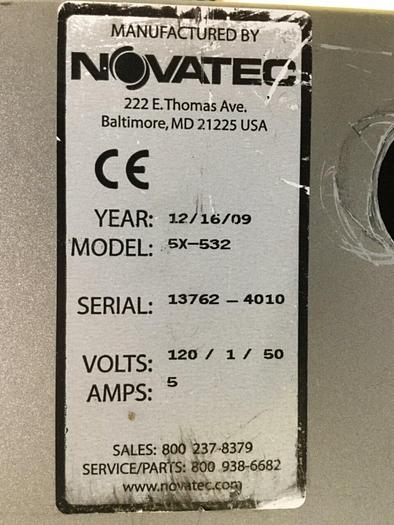 MANUFACTURED BY
NOVATEC
222 E. Thomas Ave.
Baltimore, MD 21225 USA
CE
YEAR: 12/16/09
MODEL: 5X-532
SERIAL: 13762 - 4010
VOLTS: 120 / 1 / 50
AMPS: 5
SALES: 800 237-8379
SERVICE/PARTS: 800 938-6682
www.novatec.com